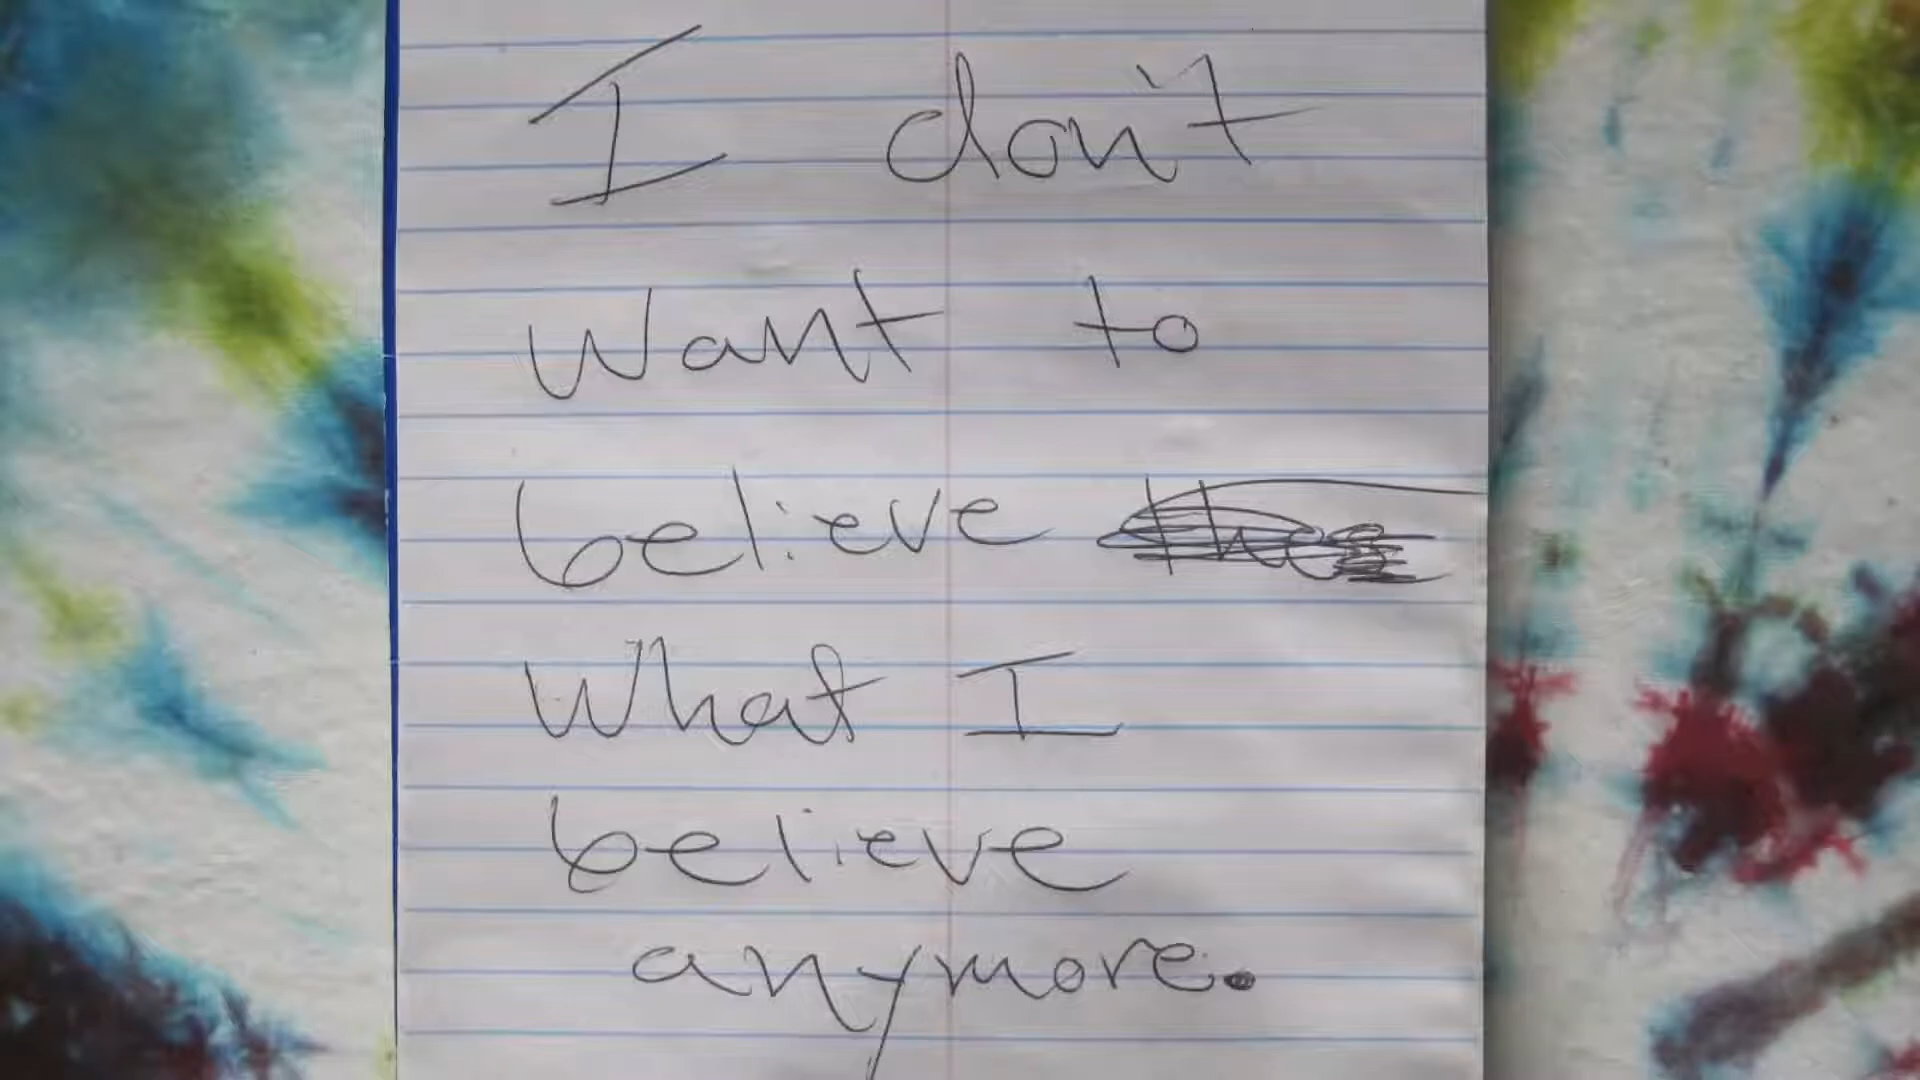 I don't
want to
believe
what I
believe
anymore.